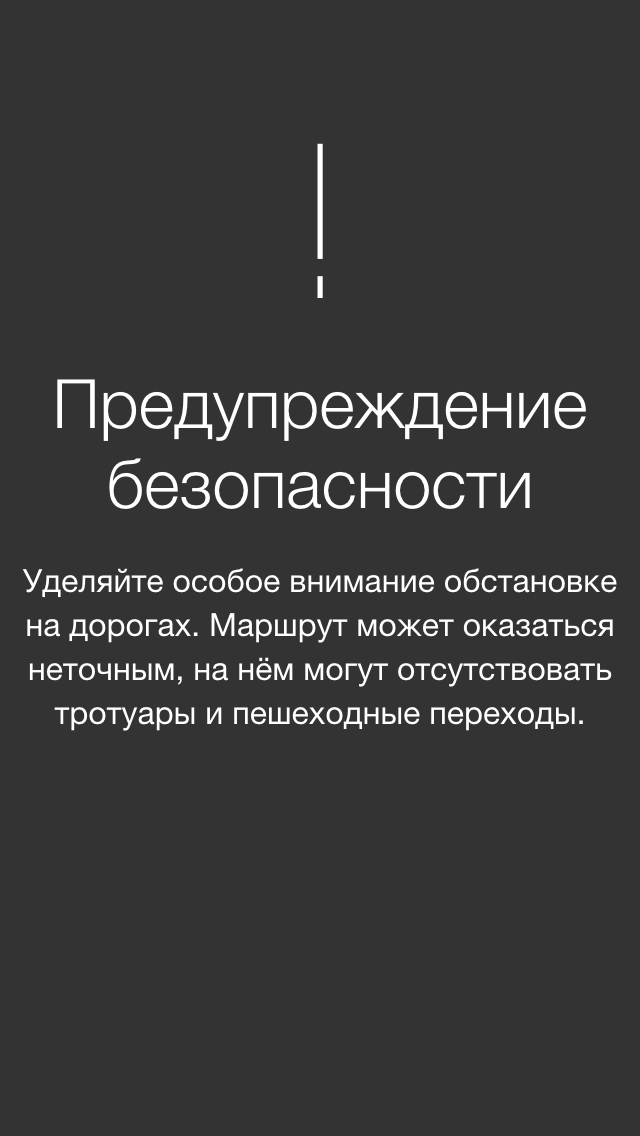 Предупреждение
безопасности
Уделяйте особое внимание обстановке
на дорогах. Маршрут может оказаться
неточным, на нём могут отсутствовать
тротуары и пешеходные переходы.